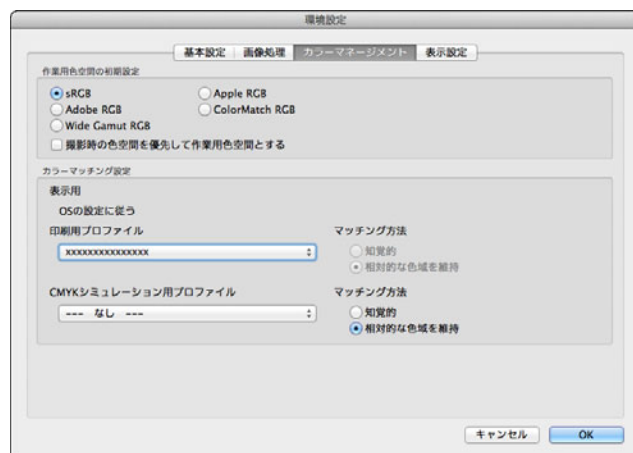 環境設定
基本設定 画像処理 カラーマネージメント 表示設定
作業用色空間の初期設定
sRGB Apple RGB
Adobe RGB ColorMatch RGB
Wide Gamut RGB
撮影時の色空間を優先して作業用色空間とする
カラーマッチング設定
表示用
OSの設定に従う
印刷用プロファイル マッチング方法
xxxxxxxxxxxxxxx 知覚的
相対的な色域を維持
CMYKシミュレーション用プロファイル マッチング方法
--- なし --- 知覚的
相対的な色域を維持
キャンセル OK